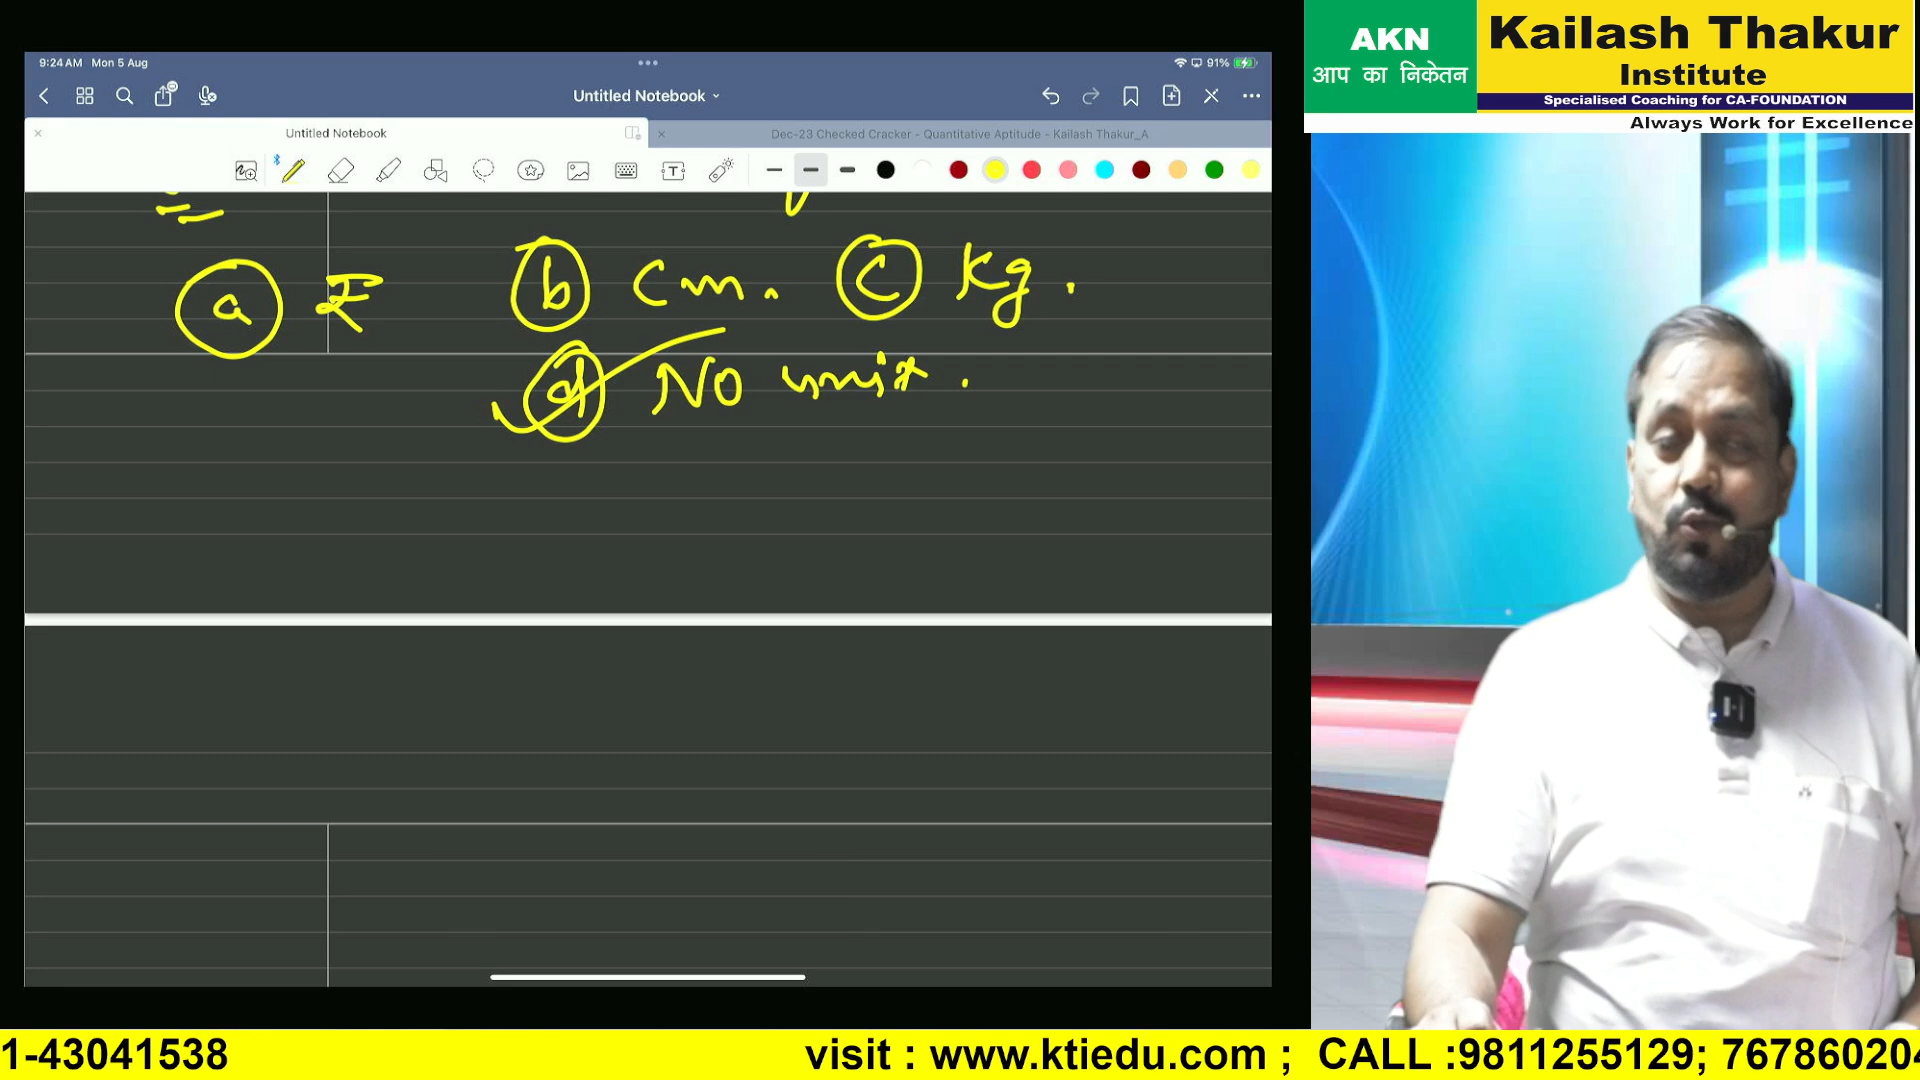 9:24 AM Mon 5 Aug
91%
Untitled Notebook
Untitled Notebook
Dec-23 Checked Cracker - Quantitative Aptitude - Kailash Thakur_A
T
a ₹ b cm. c kg.
d No unit.
AKN
आप का निकेतन
Kailash Thakur
Institute
Specialised Coaching for CA-FOUNDATION
Always Work for Excellence
1-43041538 visit : www.ktiedu.com ; CALL :9811255129; 767860204